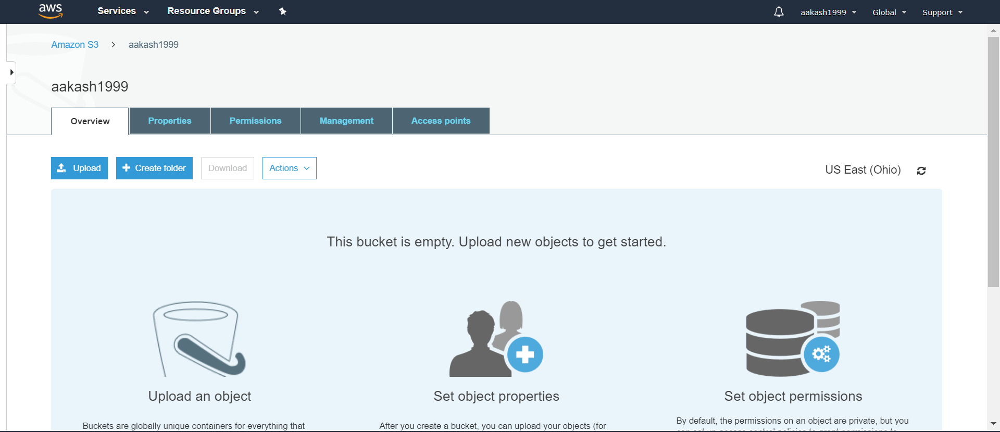 aws Services Resource Groups aakash1999 Global Support
Amazon S3 > aakash1999
aakash1999
Overview Properties Permissions Management Access points
Upload Create folder Download Actions US East (Ohio)
This bucket is empty. Upload new objects to get started.
Upload an object Set object properties Set object permissions
Buckets are globally unique containers for everything that After you create a bucket, you can upload your objects (for By default, the permissions on an object are private, but you